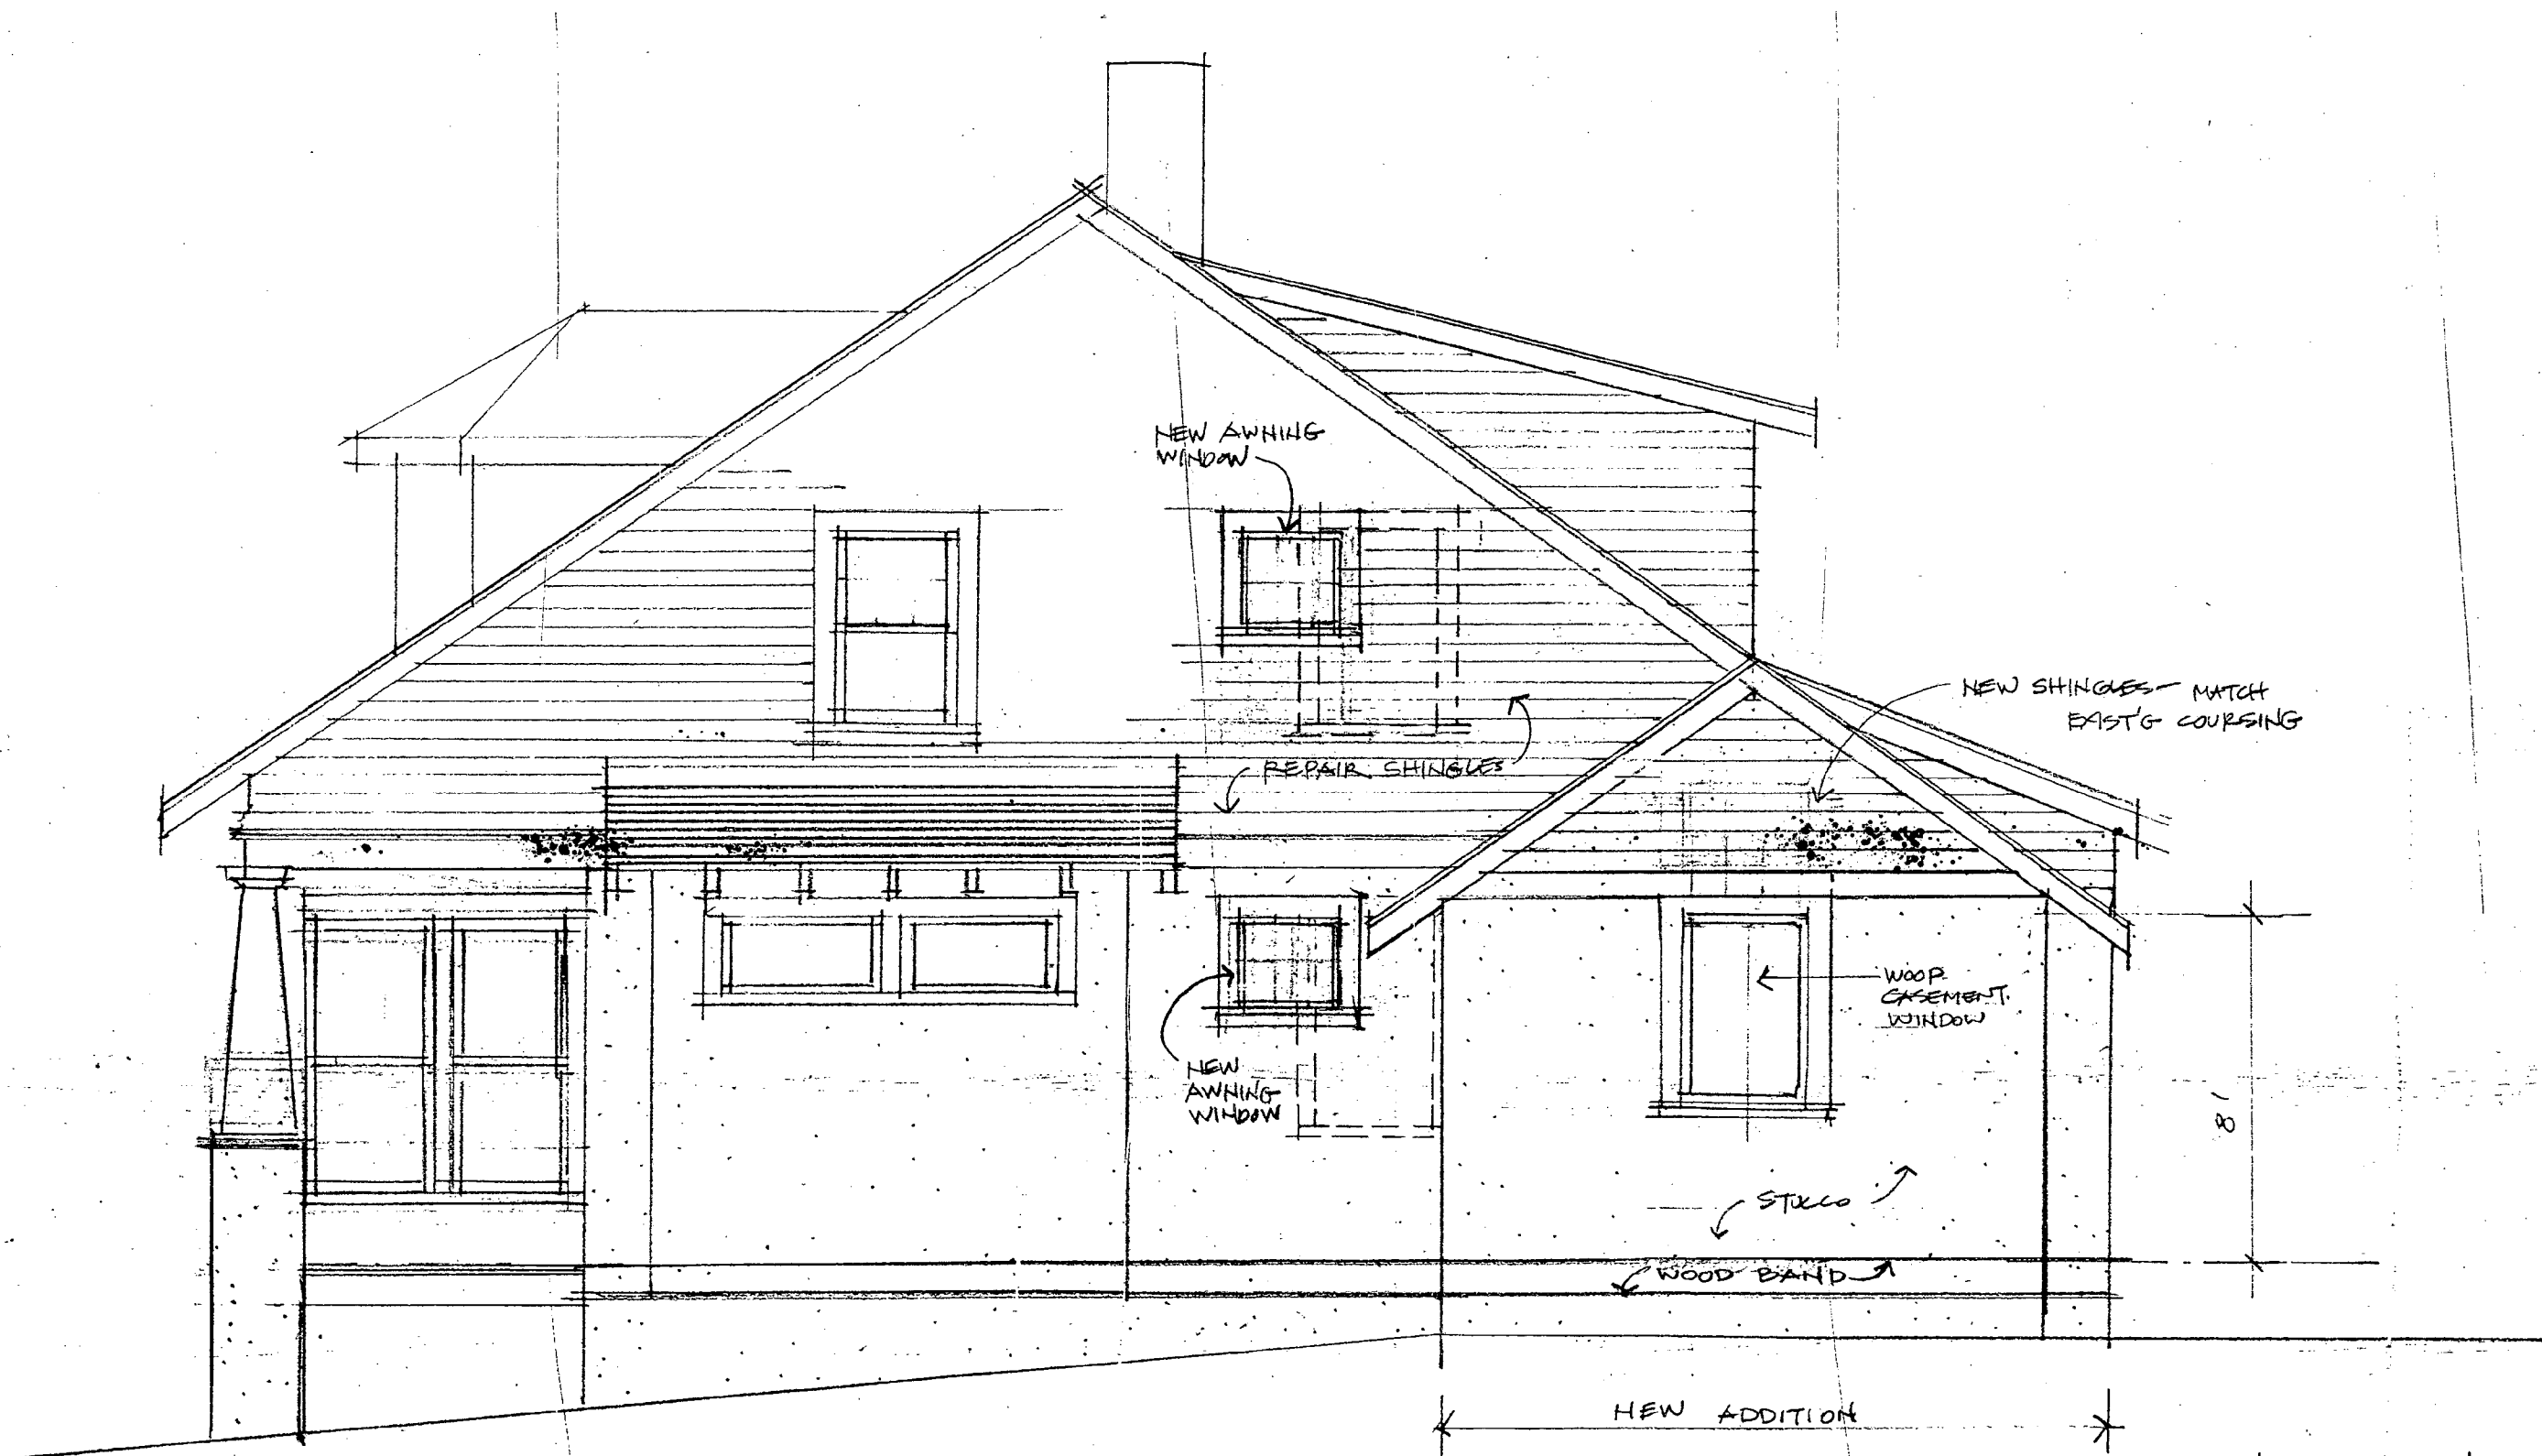 NEW AWNING
WINDOW
NEW SHINGLES- MATCH
EXIST'G COURSING
REPAIR SHINGLES
WOOD
CASEMENT
WINDOW
NEW
AWNING
WINDOW
8'
STUCCO
WOOD BAND
NEW ADDITION